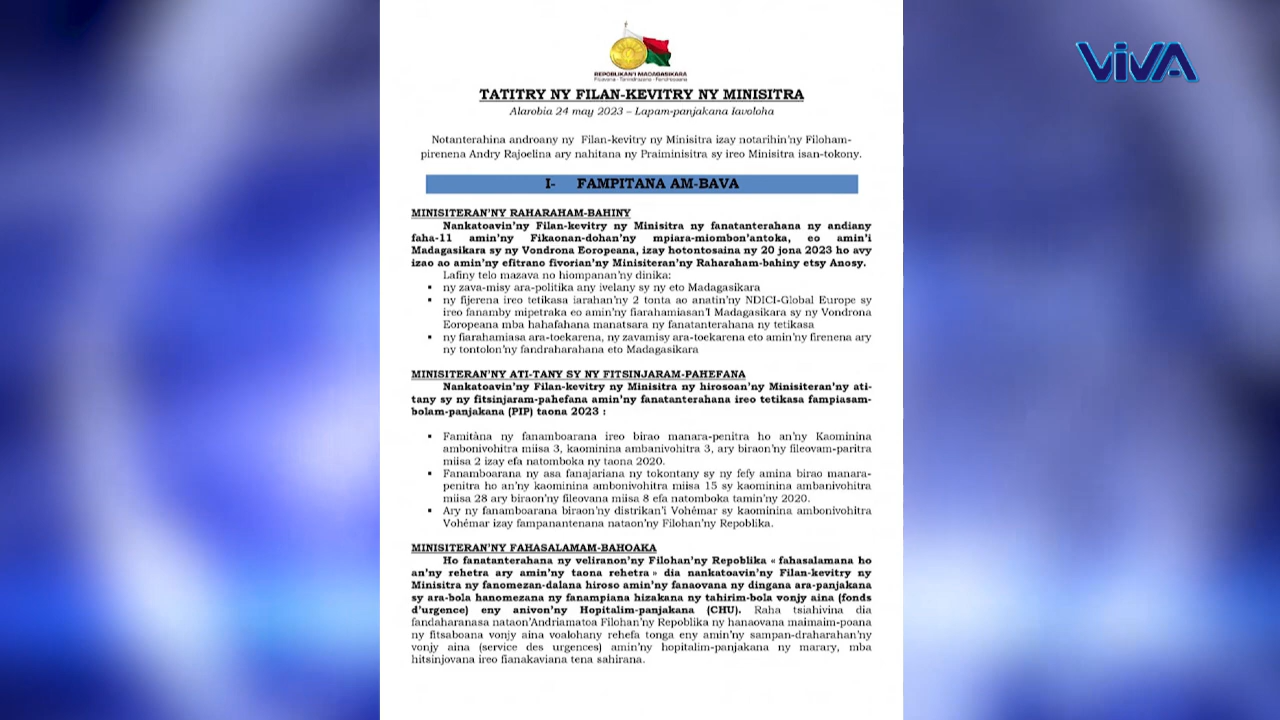 ViVA
REPOBLIKAN'I MADAGASIKARA
Fitiavana - Tanindrazana - Fandrosoana
TATITRY NY FILAN-KEVITRY NY MINISITRA
Alarobia 24 may 2023 – Lapam-panjakana Iavoloha
Notanterahina androany ny Filan-kevitry ny Minisitra izay notarihin'ny Filoham-
pirenena Andry Rajoelina ary nahitana ny Praiminisitra sy ireo Minisitra isan-tokony.
I- FAMPITANA AM-BAVA
MINISITERAN'NY RAHARAHAM-BAHINY
Nankatoavin'ny Filan-kevitry ny Minisitra ny fanatanterahana ny andiany
faha-11 amin'ny Fikaonan-dohan'ny mpiara-miombon'antoka, eo amin'i
Madagasikara sy ny Vondrona Eoropeana, izay hotontosaina ny 20 jona 2023 ho avy
izao ao amin'ny efitrano fivorian'ny Minisiteran'ny Raharaham-bahiny etsy Anosy.
Lafiny telo mazava no hiompanan'ny dinika:
▪ ny zava-misy ara-politika any ivelany sy ny eto Madagasikara
▪ ny fijerena ireo tetikasa iarahan'ny 2 tonta ao anatin'ny NDICI-Global Europe sy
ireo fanamby mipetraka eo amin'ny fiarahamiasan'I Madagasikara sy ny Vondrona
Eoropeana mba hahafahana manatsara ny fanatanterahana ny tetikasa
▪ ny fiarahamiasa ara-toekarena, ny zavamisy ara-toekarena eto amin'ny firenena ary
ny tontolon'ny fandraharahana eto Madagasikara
MINISITERAN'NY ATI-TANY SY NY FITSINJARAM-PAHEFANA
Nankatoavin'ny Filan-kevitry ny Minisitra ny hirosoan'ny Minisiteran'ny ati-
tany sy ny fitsinjaram-pahefana amin'ny fanatanterahana ireo tetikasa fampiasam-
bolam-panjakana (PIP) taona 2023 :
▪ Famitàna ny fanamboarana ireo birao manara-penitra ho an'ny Kaominina
ambonivohitra miisa 3, kaominina ambanivohitra 3, ary biraon'ny fileovam-paritra
miisa 2 izay efa natomboka ny taona 2020.
▪ Fanamboarana ny asa fanajariana ny tokontany sy ny fefy amina birao manara-
penitra ho an'ny kaominina ambonivohitra miisa 15 sy kaominina ambanivohitra
miisa 28 ary biraon'ny fileovana miisa 8 efa natomboka tamin'ny 2020.
▪ Ary ny fanamboarana biraon'ny distrikan'i Vohémar sy kaominina ambonivohitra
Vohémar izay fampanantenana nataon'ny Filohan'ny Repoblika.
MINISITERAN'NY FAHASALAMAM-BAHOAKA
Ho fanatanterahana ny veliranon'ny Filohan'ny Repoblika « fahasalamana ho
an'ny rehetra ary amin'ny taona rehetra » dia nankatoavin'ny Filan-kevitry ny
Minisitra ny fanomezan-dalana hiroso amin'ny fanaovana ny dingana ara-panjakana
sy ara-bola hanomezana ny fanampiana hizakana ny tahirim-bola vonjy aina (fonds
d'urgence) eny anivon'ny Hopitalim-panjakana (CHU). Raha tsiahivina dia
fandaharanasa nataon'Andriamatoa Filohan'ny Repoblika ny hanaovana maimaim-poana
ny fitsaboana vonjy aina voalohany rehefa tonga eny amin'ny sampan-draharahan'ny
vonjy aina (service des urgences) amin'ny hopitalim-panjakana ny marary, mba
hitsinjovana ireo fianakaviana tena sahirana.